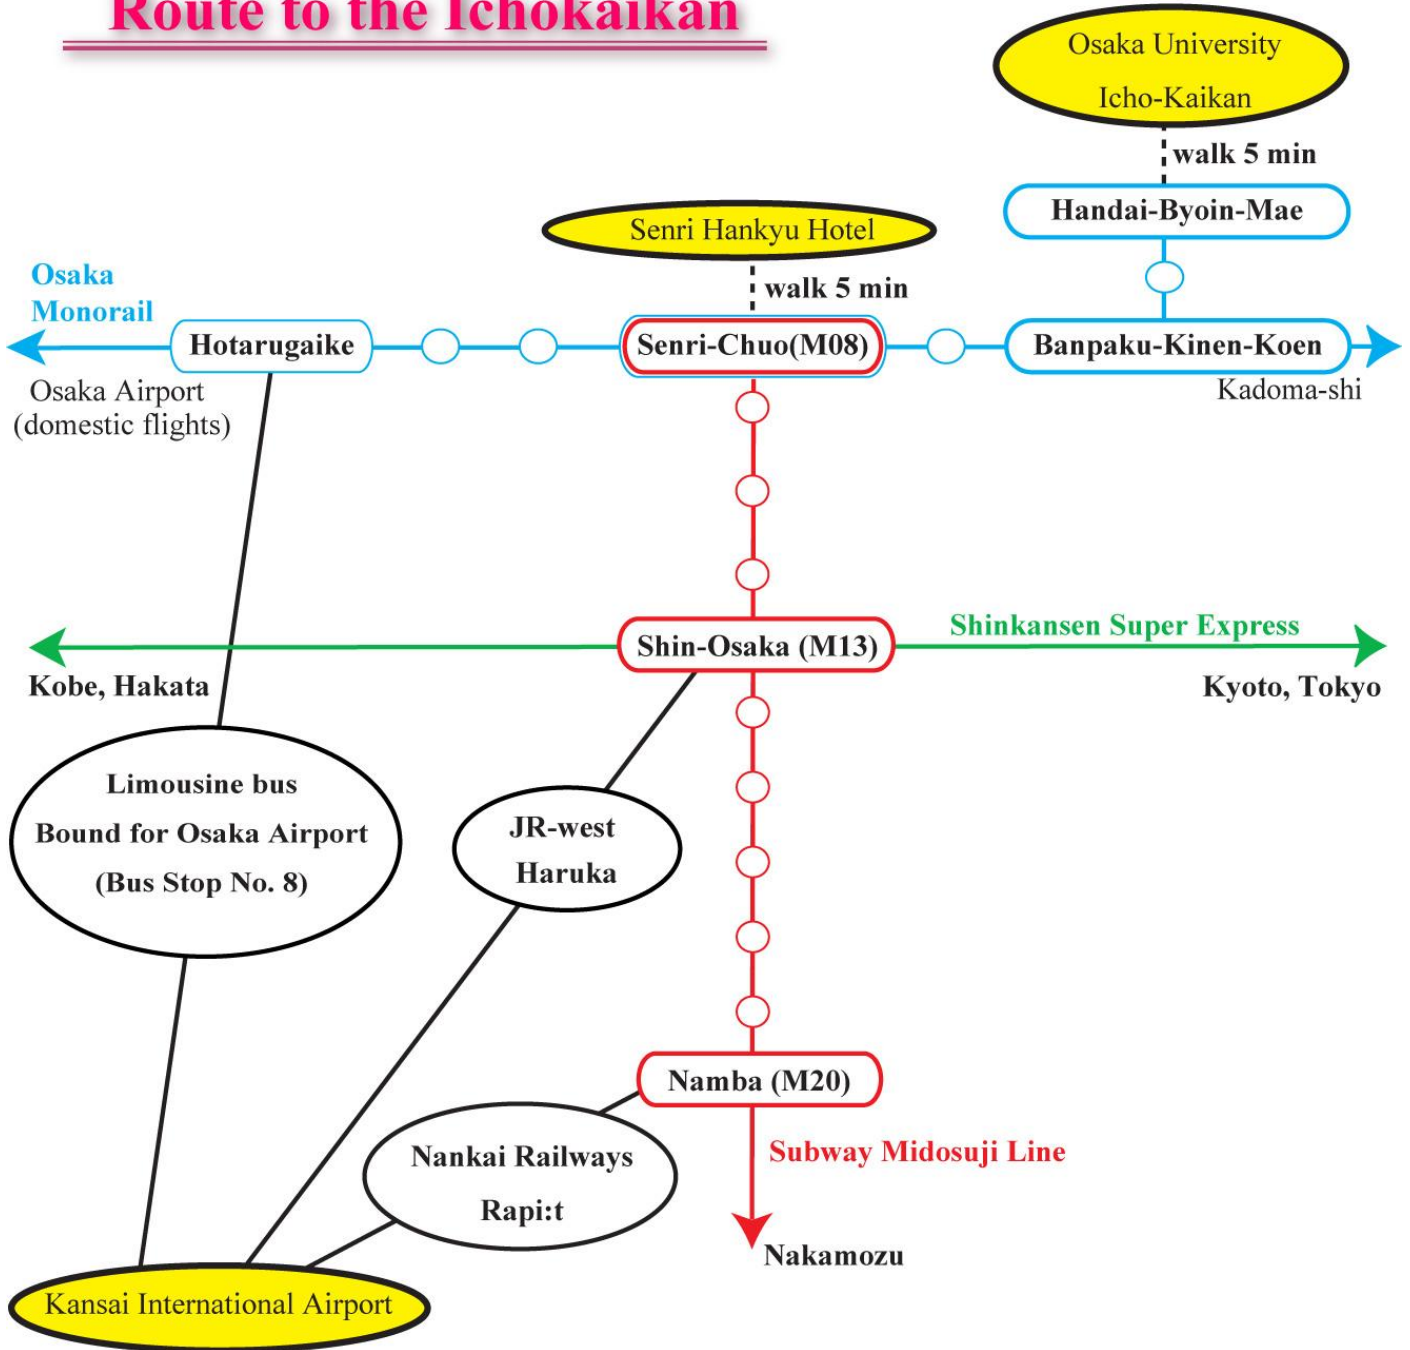 Route to the Ichokaikan
Osaka University
Icho-Kaikan
walk 5 min
Handai-Byoin-Mae
Senri Hankyu Hotel
walk 5 min
Osaka
Monorail
Hotarugaike
Senri-Chuo(M08)
Banpaku-Kinen-Koen
Osaka Airport
(domestic flights)
Kadoma-shi
Shinkansen Super Express
Shin-Osaka (M13)
Kobe, Hakata
Kyoto, Tokyo
Limousine bus
Bound for Osaka Airport
(Bus Stop No. 8)
JR-west
Haruka
Namba (M20)
Nankai Railways
Rapi:t
Subway Midosuji Line
Nakamozu
Kansai International Airport